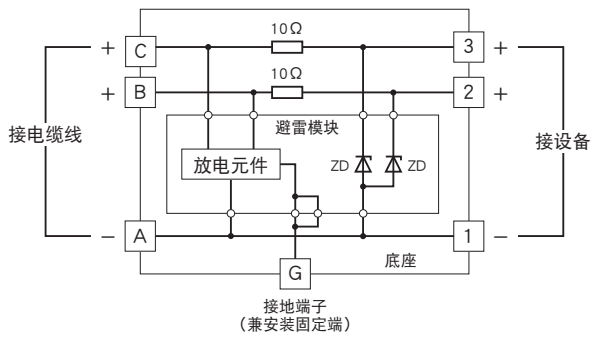 10Ω
+ C 3 +
10Ω
+ B 2 +
避雷模块
接电缆线
接设备
放电元件
ZD ZD
− A 1 −
底座
G
接地端子
（兼安装固定端）